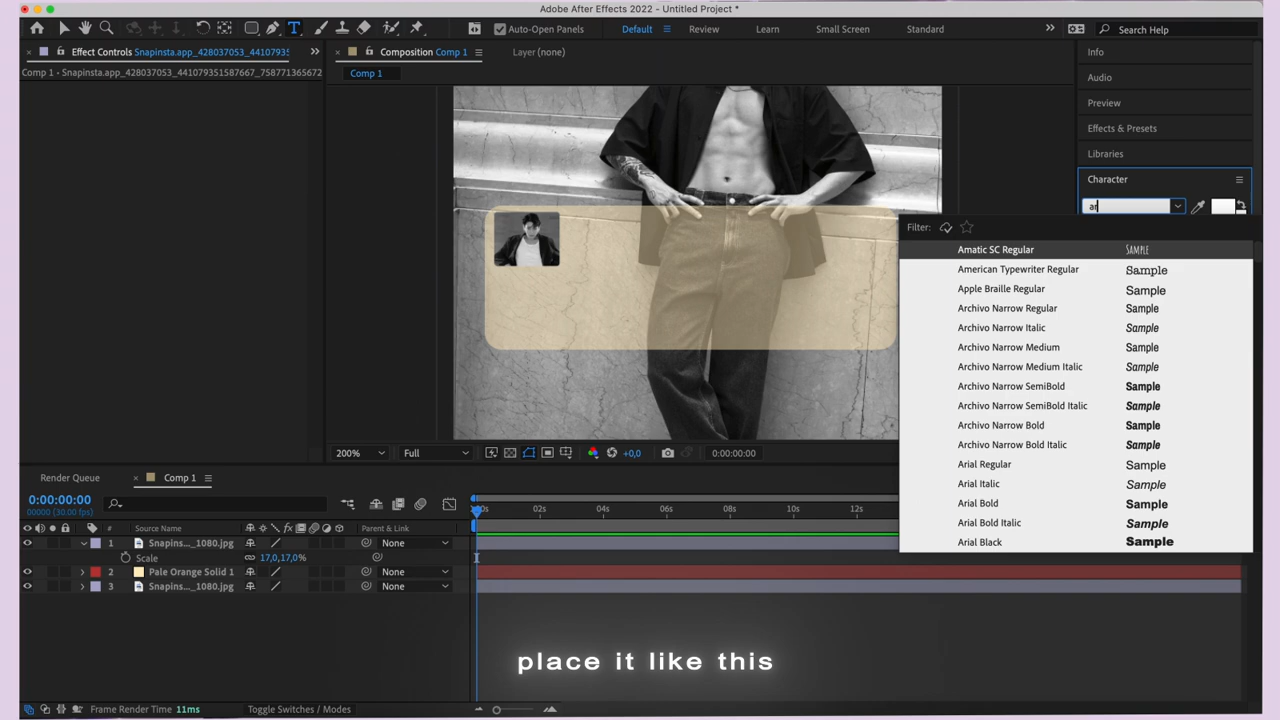 Adobe After Effects 2022 - Untitled Project *
Auto-Open Panels
Default
Review
Learn
Small Screen
Standard
Search Help
Effect Controls Snapinsta.app_428037053_44107935
Composition Comp 1
Layer (none)
Comp 1 • Snapinsta.app_428037053_441079351587667_758771365672
Comp 1
Info
Audio
Preview
Effects & Presets
Libraries
Character
ar
Filter:
Amatic SC Regular Sample
American Typewriter Regular Sample
Apple Braille Regular Sample
Archivo Narrow Regular Sample
Archivo Narrow Italic Sample
Archivo Narrow Medium Sample
Archivo Narrow Medium Italic Sample
Archivo Narrow SemiBold Sample
Archivo Narrow SemiBold Italic Sample
Archivo Narrow Bold Sample
Archivo Narrow Bold Italic Sample
Arial Regular Sample
Arial Italic Sample
Arial Bold Sample
Arial Bold Italic Sample
Arial Black Sample
200%
Full
+0,0
0:00:00:00
Render Queue
Comp 1
0:00:00:00
00000 (30.00 fps)
:00s 02s 04s 06s 08s 10s 12s
# Source Name Parent & Link
1 Snapins..._1080.jpg None
Scale 17,0,17,0%
2 Pale Orange Solid 1 None
3 Snapins..._1080.jpg None
place it like this
Frame Render Time 11ms
Toggle Switches / Modes